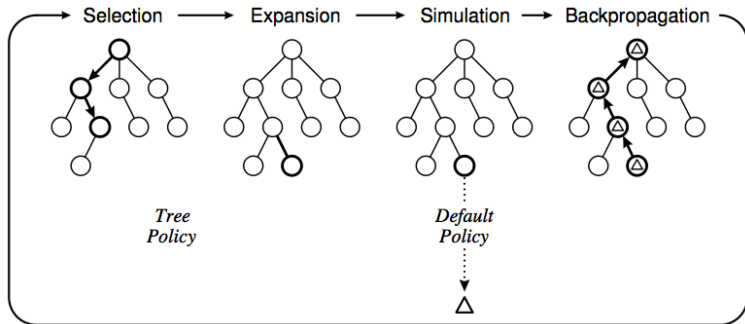 Selection
Expansion
Simulation
Backpropagation
Tree
Policy
Default
Policy